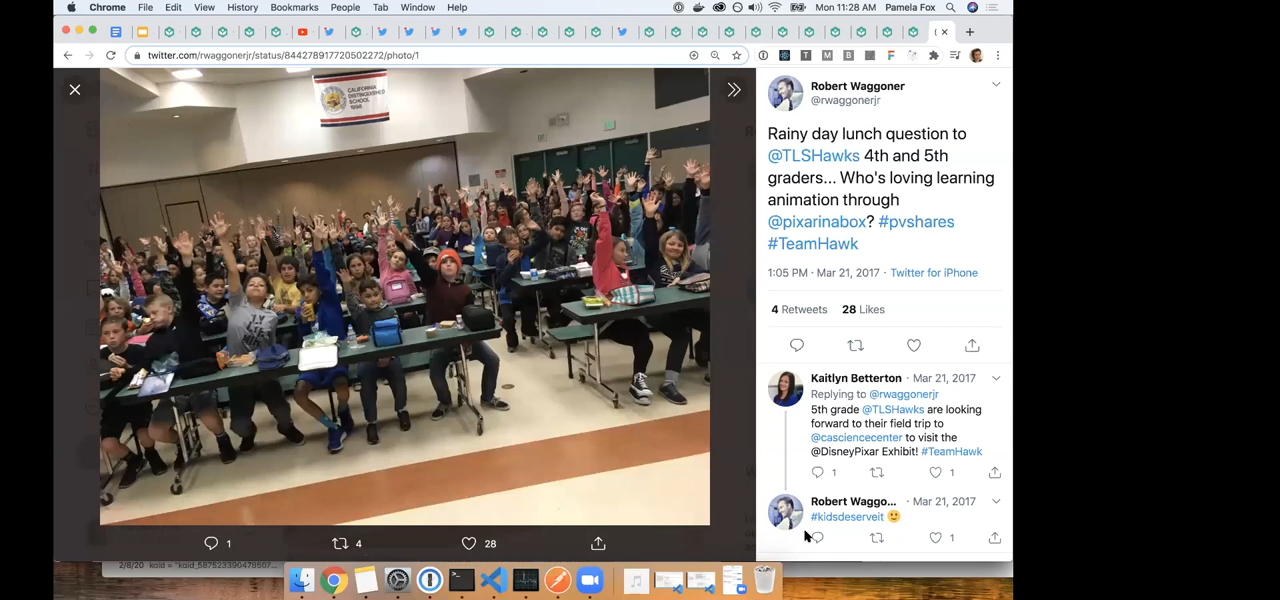 Chrome File Edit View History Bookmarks People Tab Window Help
Mon 11:28 AM Pamela Fox
twitter.com/rwaggonerjr/status/844278917720502272/photo/1
CALIFORNIA
DISTINGUISHED
SCHOOL
1998
Robert Waggoner
@rwaggonerjr
Rainy day lunch question to
@TLSHawks 4th and 5th
graders... Who's loving learning
animation through
@pixarinabox? #pvshares
#TeamHawk
1:05 PM · Mar 21, 2017 · Twitter for iPhone
4 Retweets 28 Likes
Kaitlyn Betterton · Mar 21, 2017
Replying to @rwaggonerjr
5th grade @TLSHawks are looking
forward to their field trip to
@casciencecenter to visit the
@DisneyPixar Exhibit! #TeamHawk
1 1
Robert Waggo... · Mar 21, 2017
#kidsdeserveit
1
1 4 28